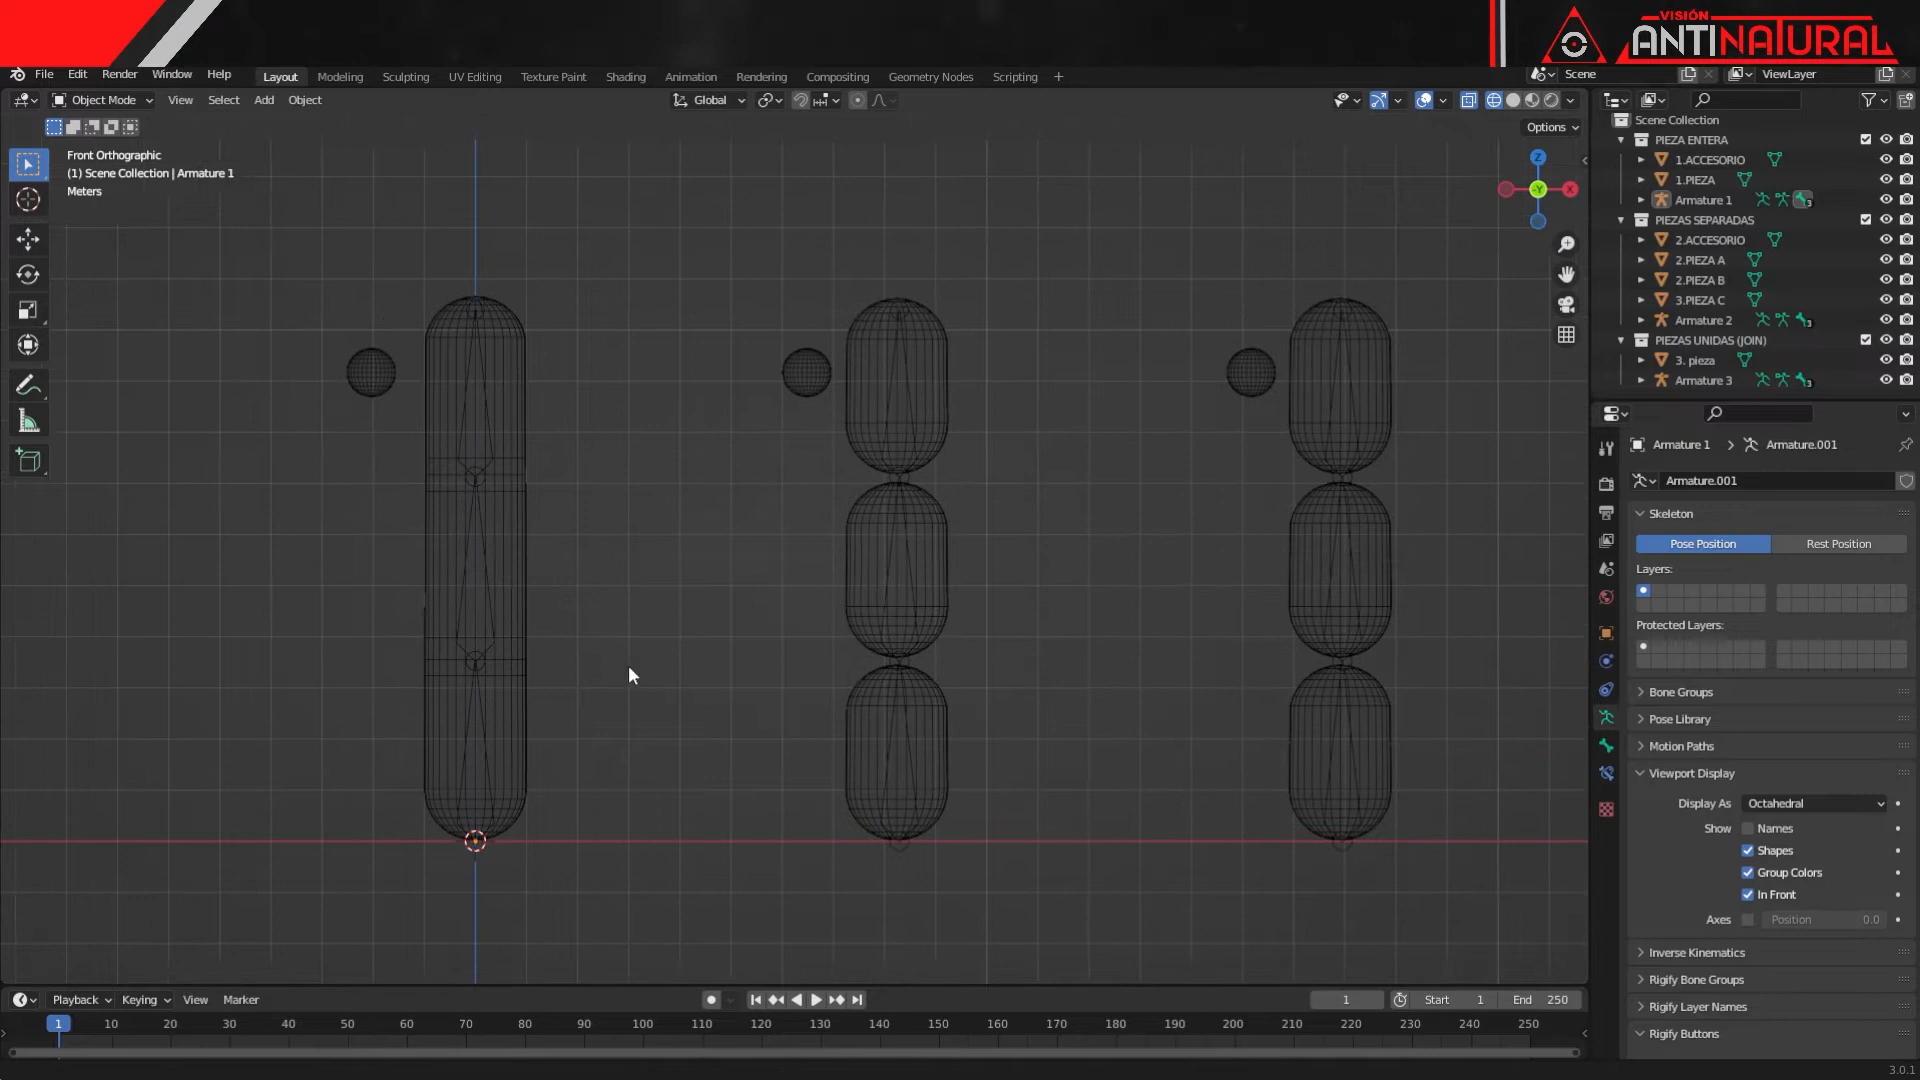 VISIÓN
ANTINATURAL
File Edit Render Window Help
Layout Modeling Sculpting UV Editing Texture Paint Shading Animation Rendering Compositing Geometry Nodes Scripting +
Scene
ViewLayer
Object Mode View Select Add Object
Global
Options
Front Orthographic
(1) Scene Collection | Armature 1
Meters
Z
-Y
X
Scene Collection
PIEZA ENTERA
1.ACCESORIO
1.PIEZA
Armature 1
3
PIEZAS SEPARADAS
2.ACCESORIO
2.PIEZA A
2.PIEZA B
3.PIEZA C
Armature 2
3
PIEZAS UNIDAS (JOIN)
3. pieza
Armature 3
3
Armature 1 > Armature.001
Armature.001
Skeleton
Pose Position Rest Position
Layers:
Protected Layers:
Bone Groups
Pose Library
Motion Paths
Viewport Display
Display As Octahedral
Show Names
Shapes
Group Colors
In Front
Axes Position 0.0
Inverse Kinematics
Rigify Bone Groups
Rigify Layer Names
Rigify Buttons
Playback Keying View Marker
1 Start 1 End 250
1 10 20 30 40 50 60 70 80 90 100 110 120 130 140 150 160 170 180 190 200 210 220 230 240 250
3.0.1